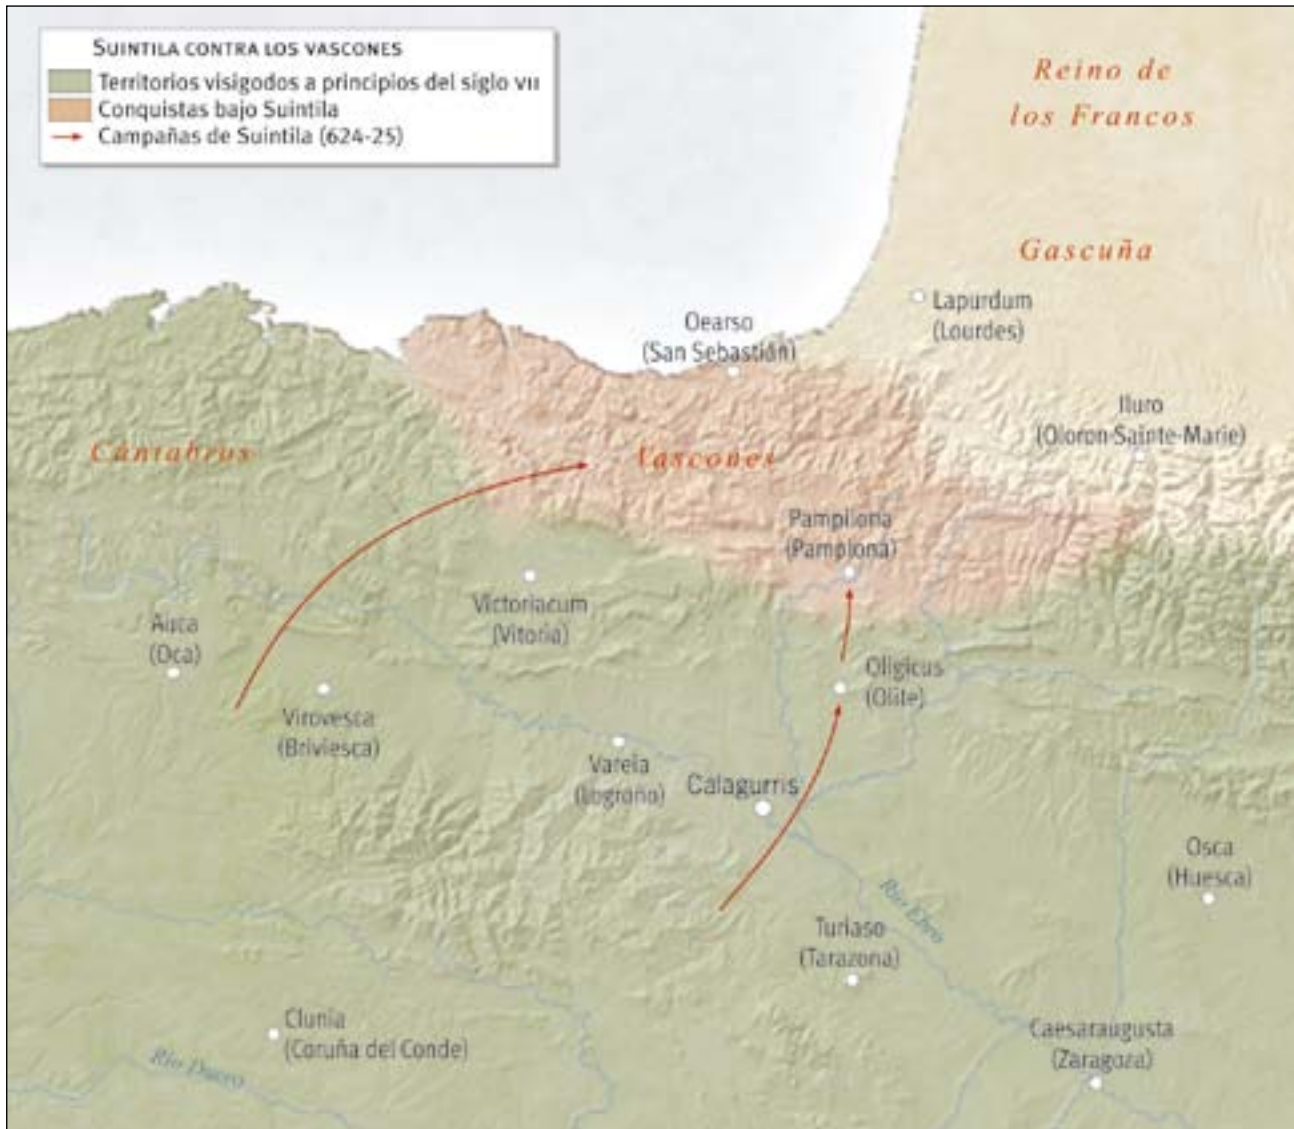 SUINTILA CONTRA LOS VASCONES
Territorios visigodos a principios del siglo VII
Conquistas bajo Suintila
Campañas de Suintila (624-25)
Reino de
los Francos
Gascuña
Lapurdum
(Lourdes)
Oearso
(San Sebastián)
Iluro
(Oloron-Sainte-Marie)
Cántabrus
Vascones
Pampilona
(Pamplona)
Victoriacum
(Vitoria)
Auca
(Oca)
Oligicus
(Olite)
Virovesca
(Briviesca)
Vareia
(Logroño)
Calagurris
Osca
(Huesca)
Río Ebro
Turiaso
(Tarazona)
Clunia
(Coruña del Conde)
Caesaraugusta
(Zaragoza)
Río Duero